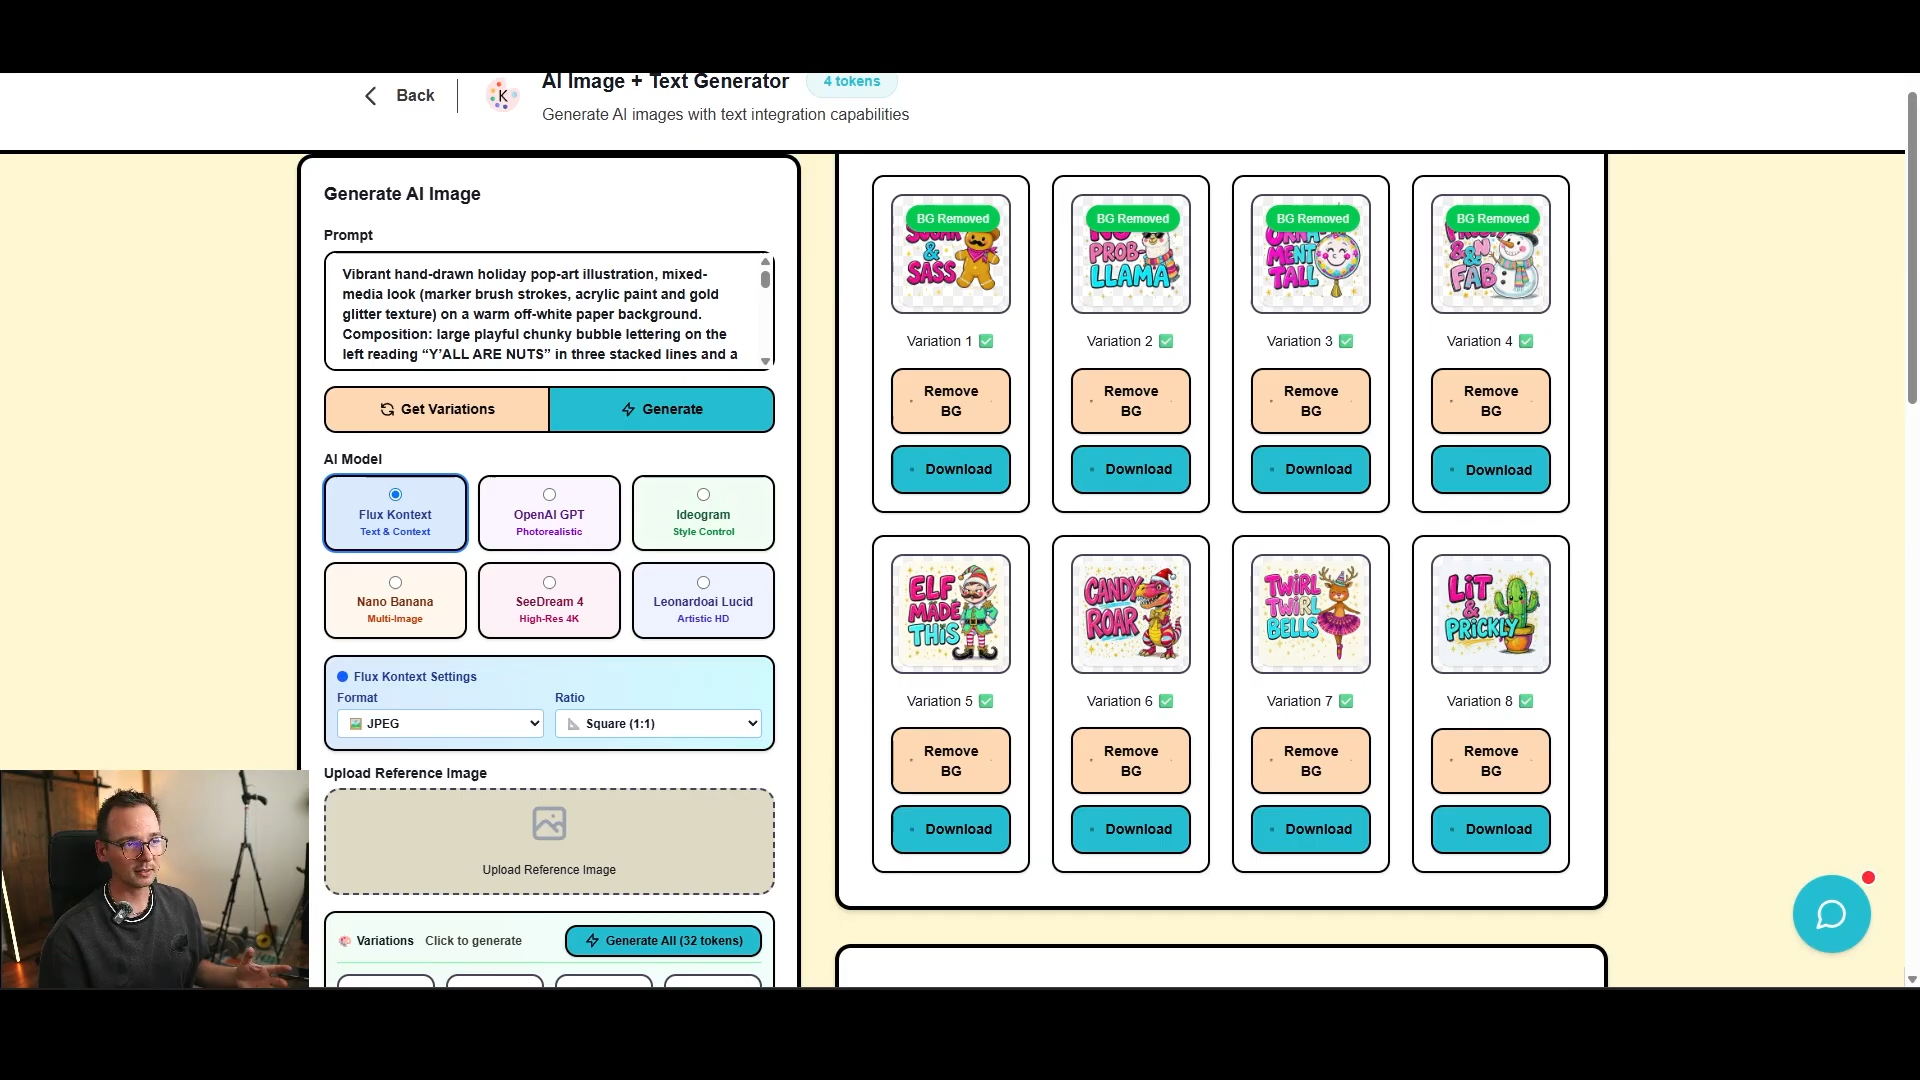 AI Image + Text Generator
4 tokens
Back
K
Generate AI images with text integration capabilities
Generate AI Image
Prompt
Vibrant hand-drawn holiday pop-art illustration, mixed-
media look (marker brush strokes, acrylic paint and gold
glitter texture) on a warm off-white paper background.
Composition: large playful chunky bubble lettering on the
left reading “Y’ALL ARE NUTS” in three stacked lines and a
Get Variations
Generate
AI Model
Flux Kontext
Text & Context
OpenAI GPT
Photorealistic
Ideogram
Style Control
Nano Banana
Multi-Image
SeeDream 4
High-Res 4K
Leonardoai Lucid
Artistic HD
Flux Kontext Settings
Format
Ratio
JPEG
Square (1:1)
Upload Reference Image
Upload Reference Image
Variations
Click to generate
Generate All (32 tokens)
BG Removed
& SASS
Variation 1
Remove
BG
Download
BG Removed
PROB-
LLAMA
Variation 2
Remove
BG
Download
BG Removed
ORNA
MENT
TALL
Variation 3
Remove
BG
Download
BG Removed
&
FAB
Variation 4
Remove
BG
Download
ELF
MADE
THIS
Variation 5
Remove
BG
Download
CANDY
ROAR
Variation 6
Remove
BG
Download
TWIRL
TWIRL
BELLS
Variation 7
Remove
BG
Download
LIT
&
PRICKLY
Variation 8
Remove
BG
Download